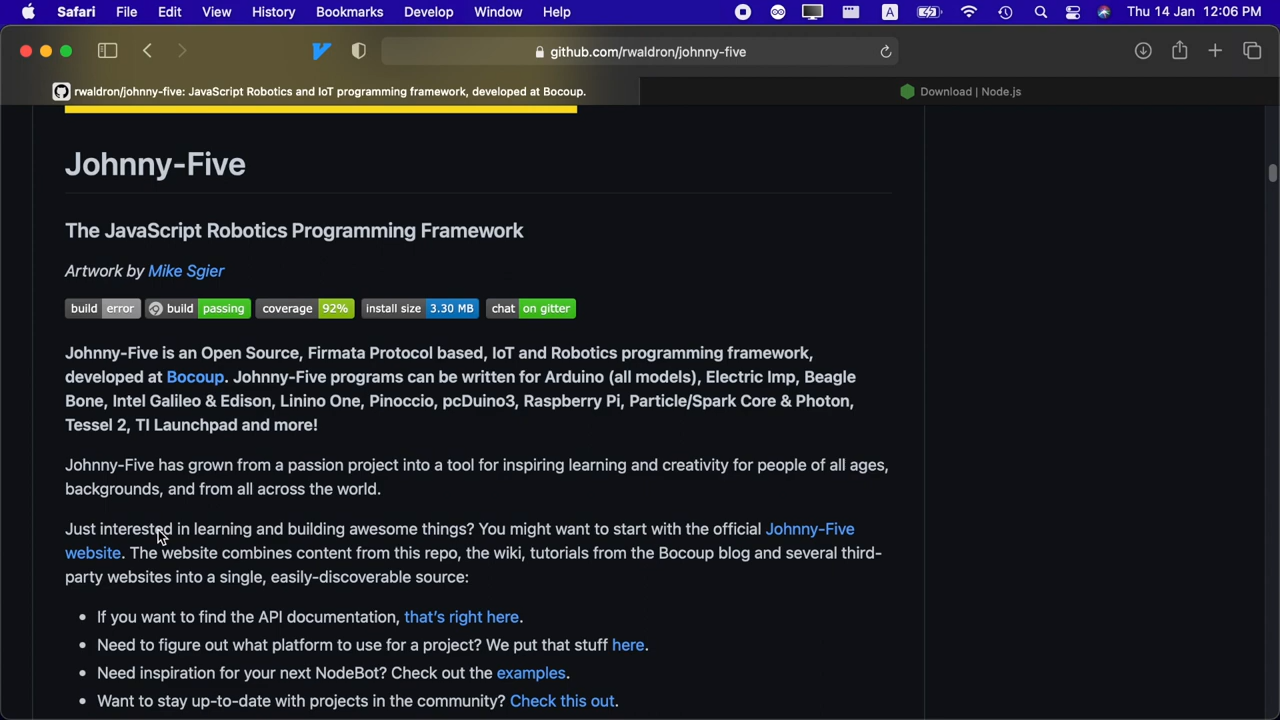 Safari File Edit View History Bookmarks Develop Window Help A Thu 14 Jan 12:06 PM
github.com/rwaldron/johnny-five
rwaldron/johnny-five: JavaScript Robotics and IoT programming framework, developed at Bocoup. Download | Node.js
Johnny-Five
The JavaScript Robotics Programming Framework
Artwork by Mike Sgier
build error build passing coverage 92% install size 3.30 MB chat on gitter
Johnny-Five is an Open Source, Firmata Protocol based, IoT and Robotics programming framework,
developed at Bocoup. Johnny-Five programs can be written for Arduino (all models), Electric Imp, Beagle
Bone, Intel Galileo & Edison, Linino One, Pinoccio, pcDuino3, Raspberry Pi, Particle/Spark Core & Photon,
Tessel 2, TI Launchpad and more!
Johnny-Five has grown from a passion project into a tool for inspiring learning and creativity for people of all ages,
backgrounds, and from all across the world.
Just interested in learning and building awesome things? You might want to start with the official Johnny-Five
website. The website combines content from this repo, the wiki, tutorials from the Bocoup blog and several third-
party websites into a single, easily-discoverable source:
• If you want to find the API documentation, that's right here.
• Need to figure out what platform to use for a project? We put that stuff here.
• Need inspiration for your next NodeBot? Check out the examples.
• Want to stay up-to-date with projects in the community? Check this out.